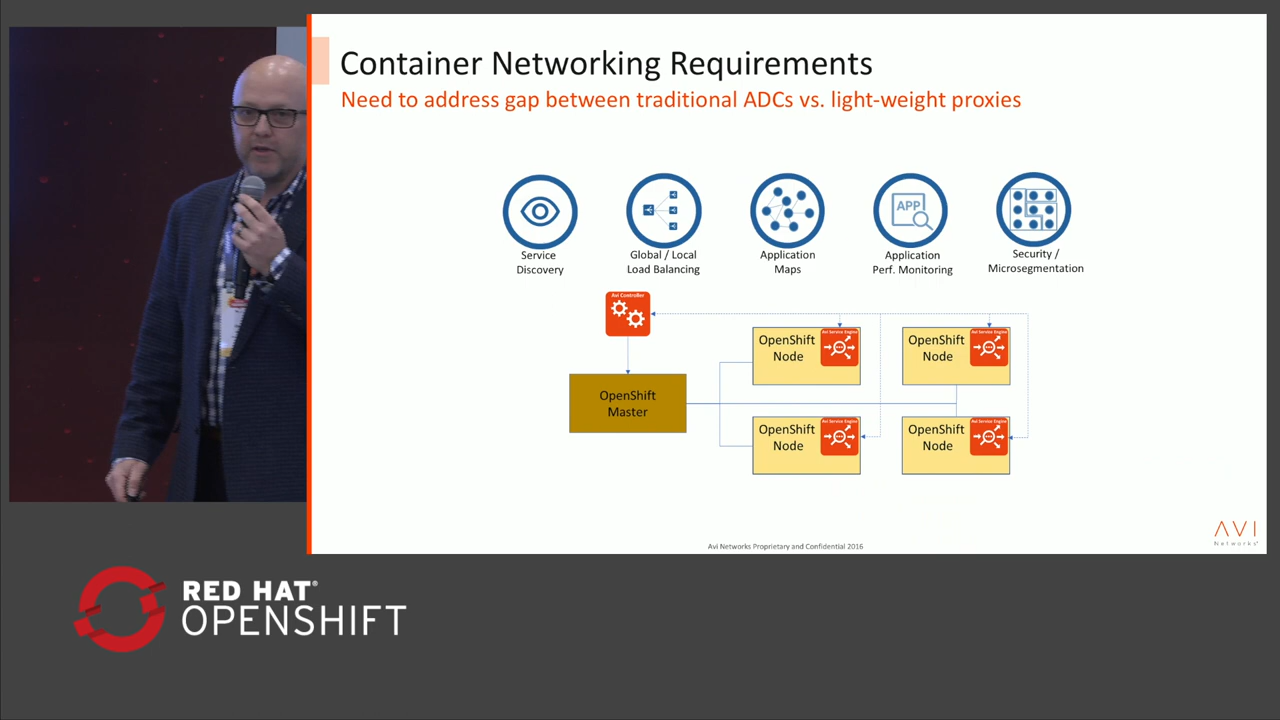 Container Networking Requirements
Need to address gap between traditional ADCs vs. light-weight proxies
Service
Discovery
Global / Local
Load Balancing
Application
Maps
APP
Application
Perf. Monitoring
Security /
Microsegmentation
Avi Controller
OpenShift
Master
OpenShift
Node
Avi Service Engine
OpenShift
Node
Avi Service Engine
OpenShift
Node
Avi Service Engine
OpenShift
Node
Avi Service Engine
Avi Networks Proprietary and Confidential 2016
AVI
Networks
RED HAT®
OPENSHIFT